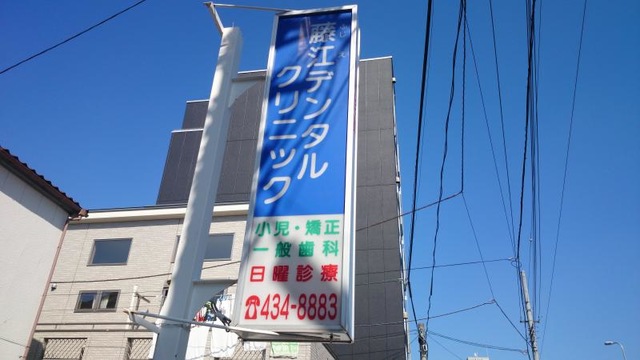 藤江デンタル
クリニック
小児・矯正
一般歯科
日曜診療
☎434-8883